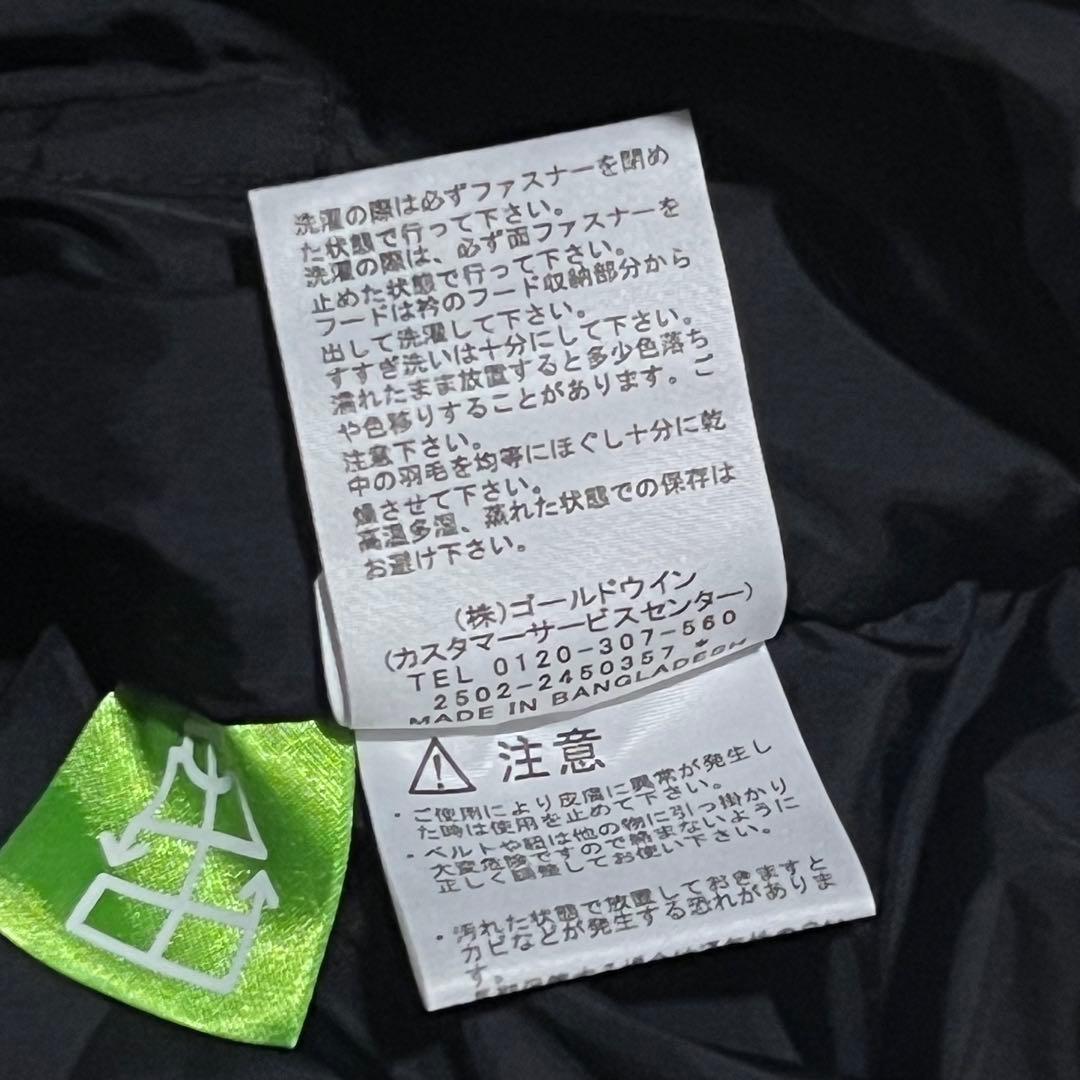 洗濯の際は必ずファスナーを閉め
た状態で行って下さい。
洗濯の際は、必ず面ファスナーを
止めた状態で行って下さい。
フードは衿のフード収納部分から
出して洗濯して下さい。
すすぎ洗いは十分にして下さい。
濡れたまま放置すると多少色落ち
や色移りすることがあります。ご
注意下さい。
中の羽毛を均等にほぐし十分に乾
燥させて下さい。
高温多湿、蒸れた状態での保存は
お避け下さい。
(株)ゴールドウイン
(カスタマーサービスセンター)
TEL 0120-307-560
2502-2450357 *
MADE IN BANGLADESH
注意
・ご使用により皮膚に異常が発生し
た時は使用を止めて下さい。
・ベルトや紐は他の物に引っ掛かり
大変危険ですので絡まないように
正しく調整してお使い下さい。
・汚れた状態で放置しておきますと
カビなどが発生する恐れがありま
す。